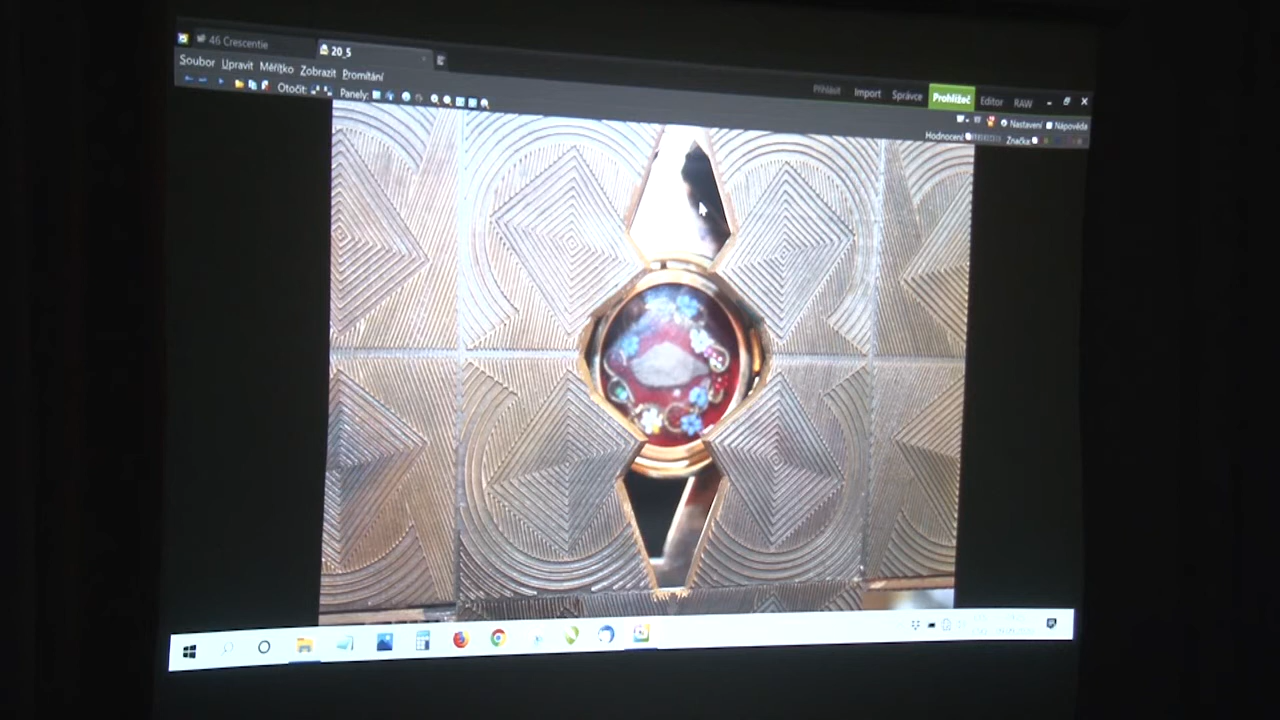 46 Crescentie
20_5
Soubor Upravit Měřítko Zobrazit Promítání
Otočit: Panely:
Přihlásit Import Správce Prohlížeč Editor RAW
Nastavení Nápověda
Hodnocení Značka